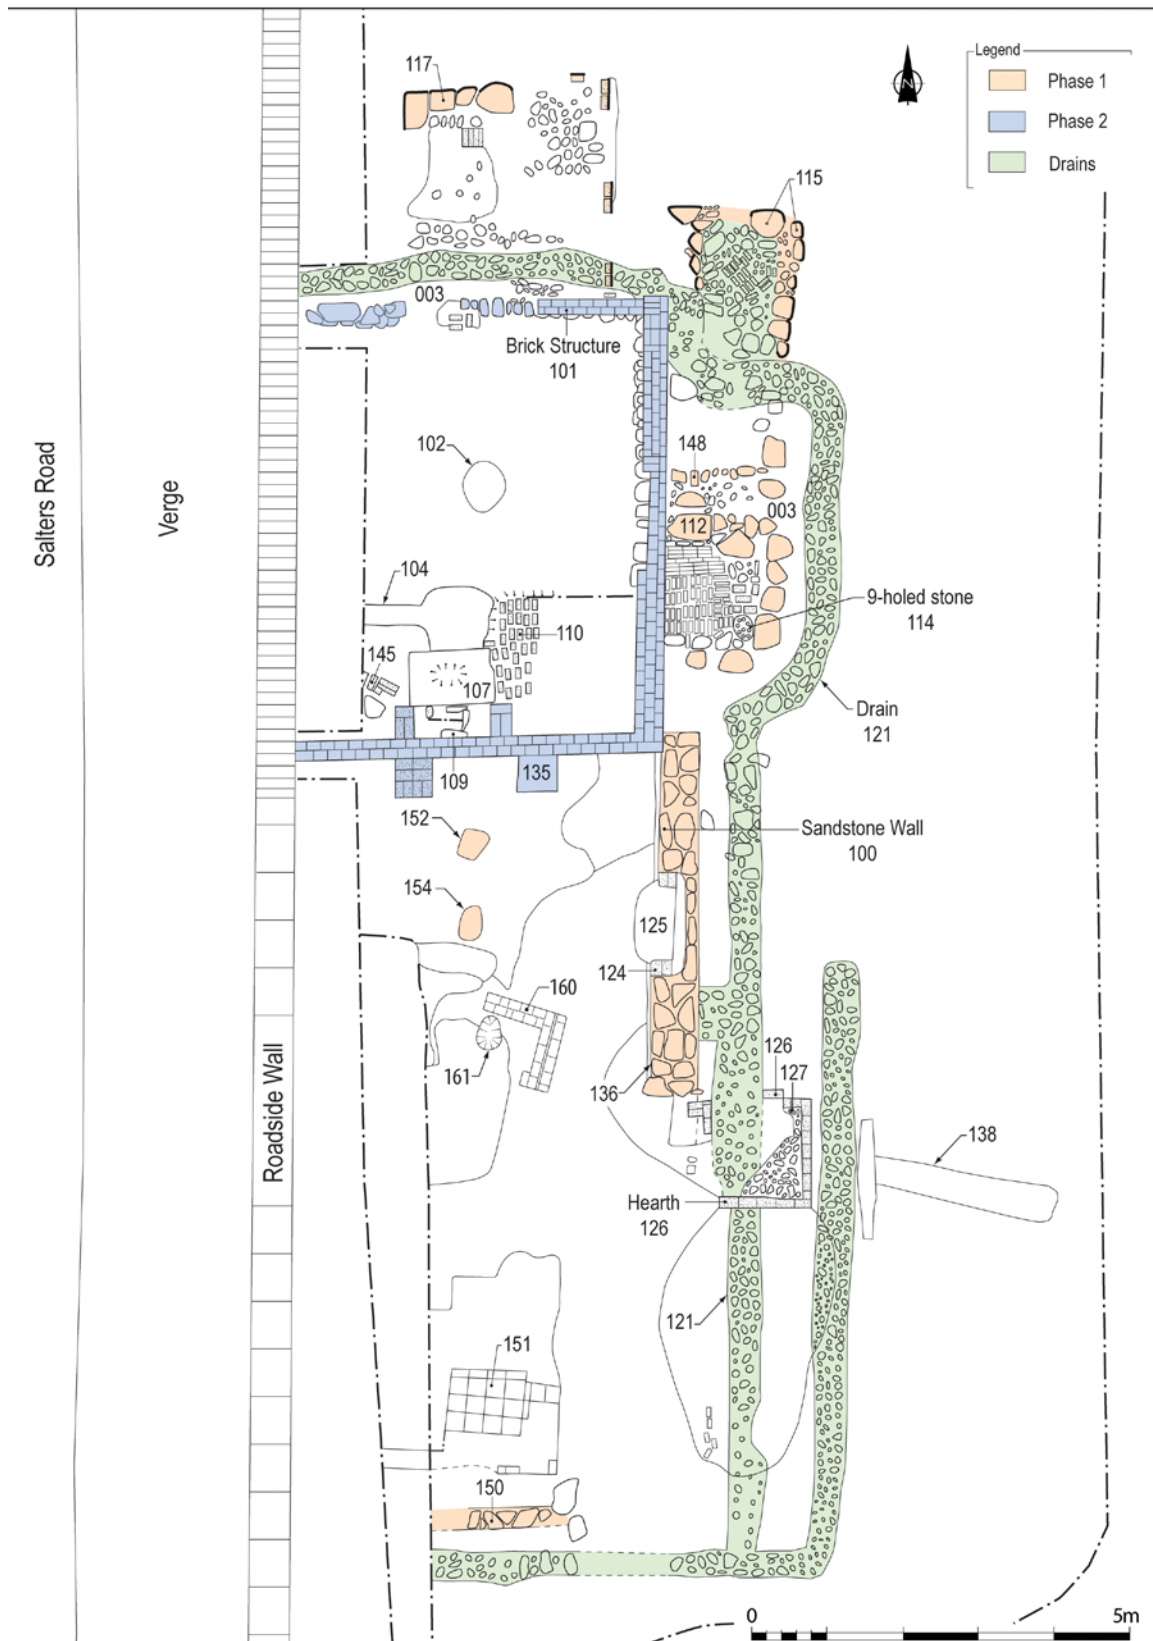 Legend
Phase 1
Phase 2
Drains
N
117
115
003
Brick Structure
101
102
148
003
112
104
9-holed stone
114
110
145
107
Drain
121
109
135
152
Sandstone Wall
100
154
125
124
160
161
136
126
127
138
Hearth
126
121
151
150
Salters Road
Verge
Roadside Wall
0
5m